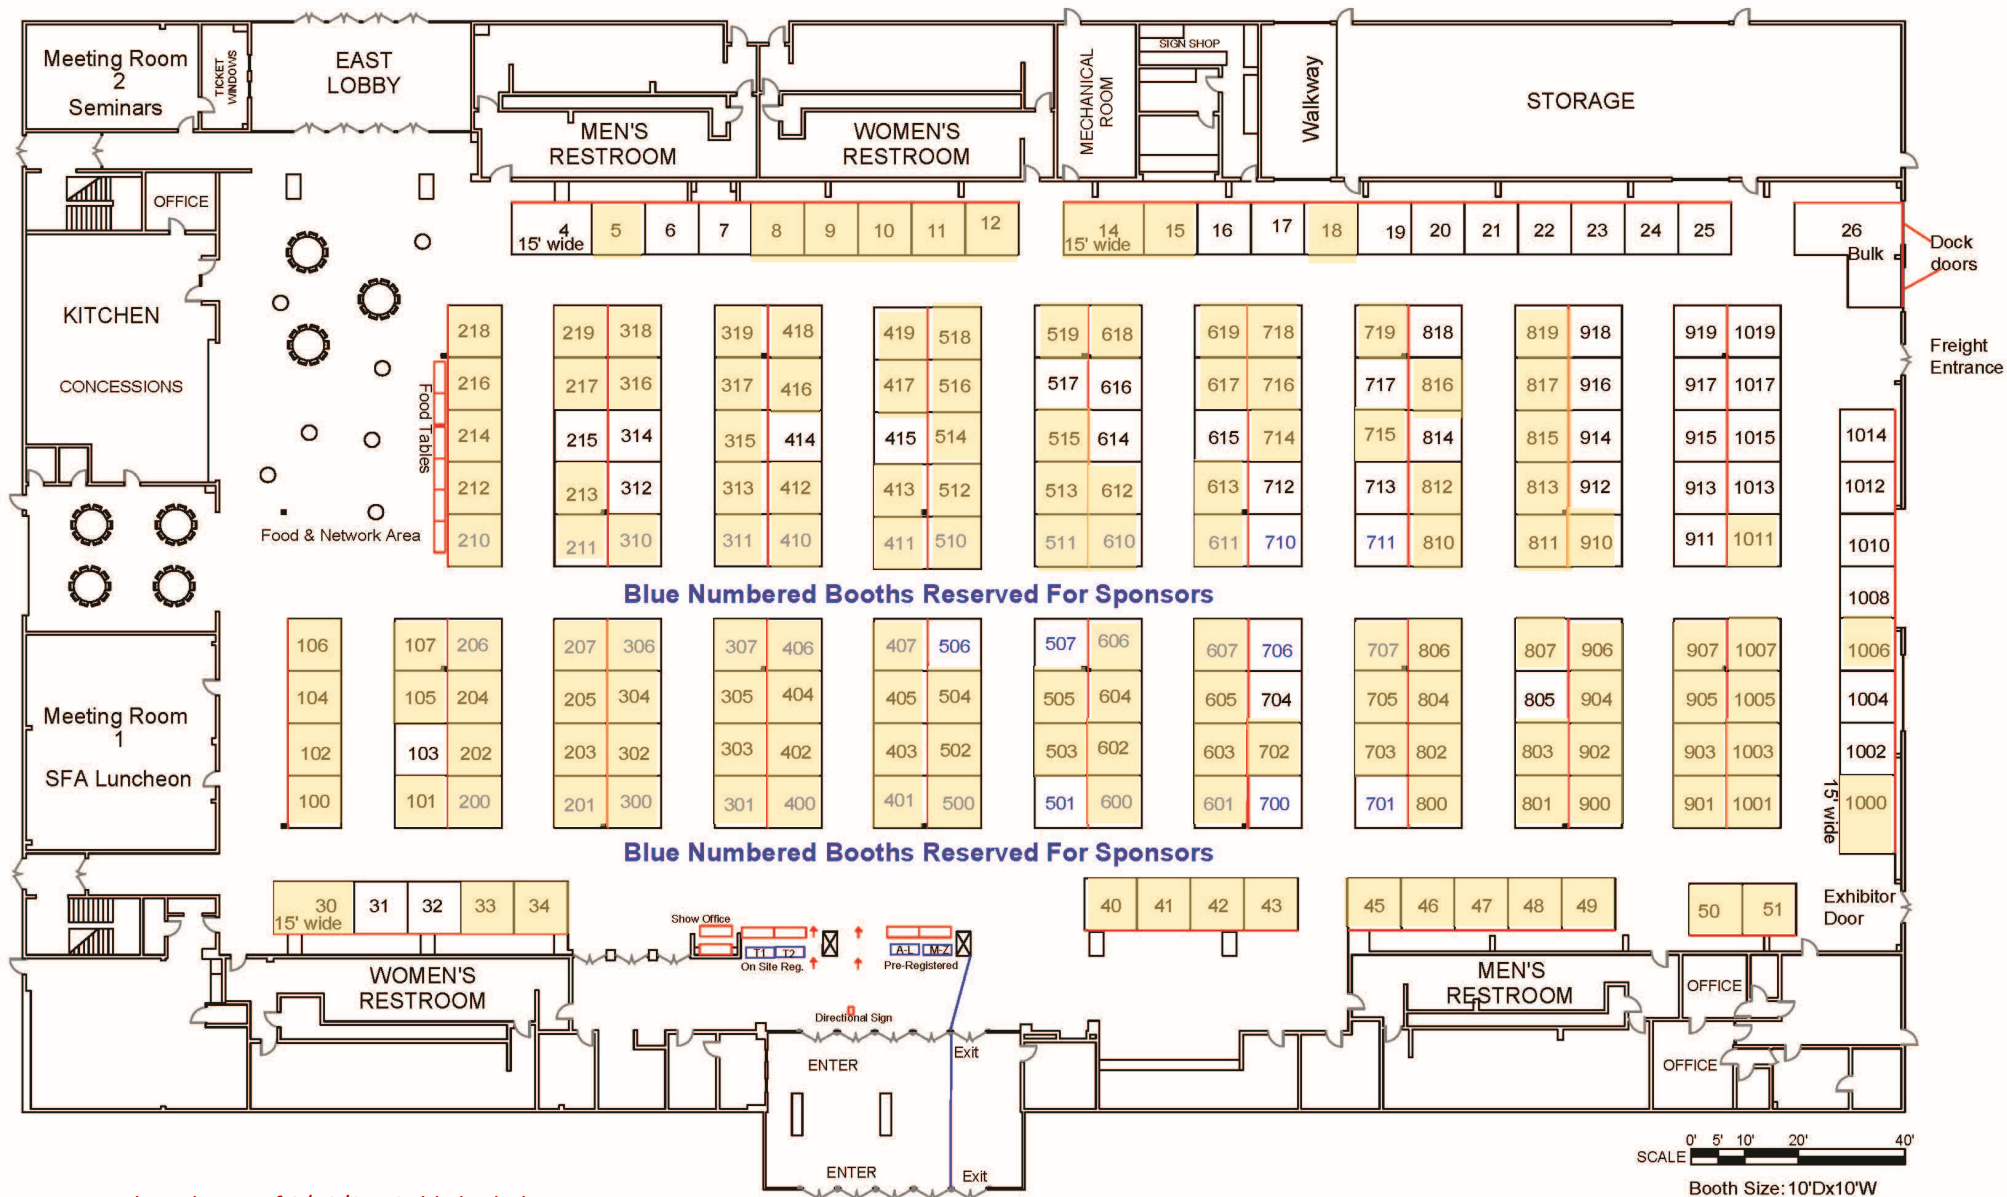 Meeting Room
2
Seminars
TICKET
WINDOWS
EAST
LOBBY
MEN'S
RESTROOM
WOMEN'S
RESTROOM
MECHANICAL
ROOM
SIGN SHOP
Walkway
STORAGE
OFFICE
4
15' wide
5 6 7 8 9 10 11 12
14
15' wide
15 16 17 18 19 20 21 22 23 24 25
26
Bulk
Dock
doors
KITCHEN
CONCESSIONS
Freight
Entrance
Food Tables
218 219 318 319 418 419 518 519 618 619 718 719 818 819 918 919 1019
216 217 316 317 416 417 516 517 616 617 716 717 816 817 916 917 1017
214 215 314 315 414 415 514 515 614 615 714 715 814 815 914 915 1015 1014
212 213 312 313 412 413 512 513 612 613 712 713 812 813 912 913 1013 1012
210 211 310 311 410 411 510 511 610 611 710 711 810 811 910 911 1011 1010
Food & Network Area
Blue Numbered Booths Reserved For Sponsors
1008
106 107 206 207 306 307 406 407 506 507 606 607 706 707 806 807 906 907 1007 1006
104 105 204 205 304 305 404 405 504 505 604 605 704 705 804 805 904 905 1005 1004
102 103 202 203 302 303 402 403 502 503 602 603 702 703 802 803 902 903 1003 1002
100 101 200 201 300 301 400 401 500 501 600 601 700 701 800 801 900 901 1001 1000
15' wide
Meeting Room
1
SFA Luncheon
Blue Numbered Booths Reserved For Sponsors
30
15' wide
31 32 33 34
40 41 42 43
45 46 47 48 49
50 51
Exhibitor
Door
Show Office
T1 T2
On Site Reg.
A-L M-Z
Pre-Registered
WOMEN'S
RESTROOM
MEN'S
RESTROOM
OFFICE
Directional Sign
ENTER
Exit
OFFICE
ENTER
Exit
0' 5' 10' 20' 40'
SCALE
Booth Size: 10'Dx10'W